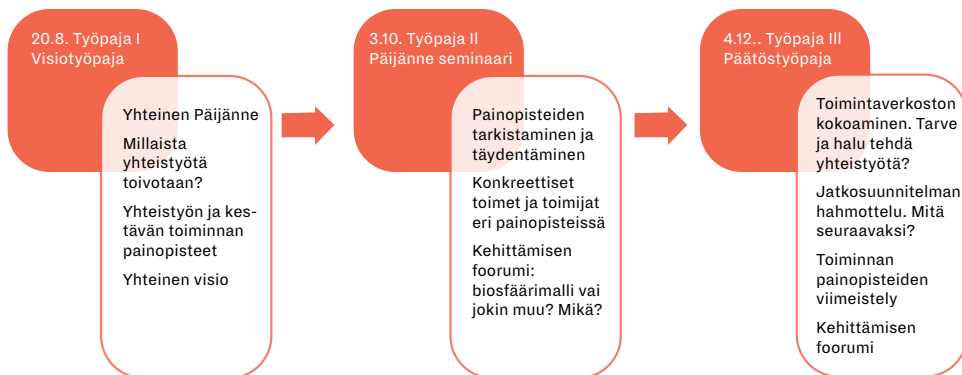 20.8. Työpaja I
Visiotyöpaja
Yhteinen Päijänne
Millaista
yhteistyötä
toivotaan?
Yhteistyön ja kes-
tävän toiminnan
painopisteet
Yhteinen visio
3.10. Työpaja II
Päijänne seminaari
Painopisteiden
tarkistaminen ja
täydentäminen
Konkreettiset
toimet ja toimijat
eri painopisteissä
Kehittämisen
foorumi:
biosfäärimalli vai
jokin muu? Mikä?
4.12.. Työpaja III
Päätöstyöpaja
Toimintaverkoston
kokoaminen. Tarve
ja halu tehdä
yhteistyötä?
Jatkosuunnitelman
hahmottelu. Mitä
seuraavaksi?
Toiminnan
painopisteiden
viimeistely
Kehittämisen
foorumi